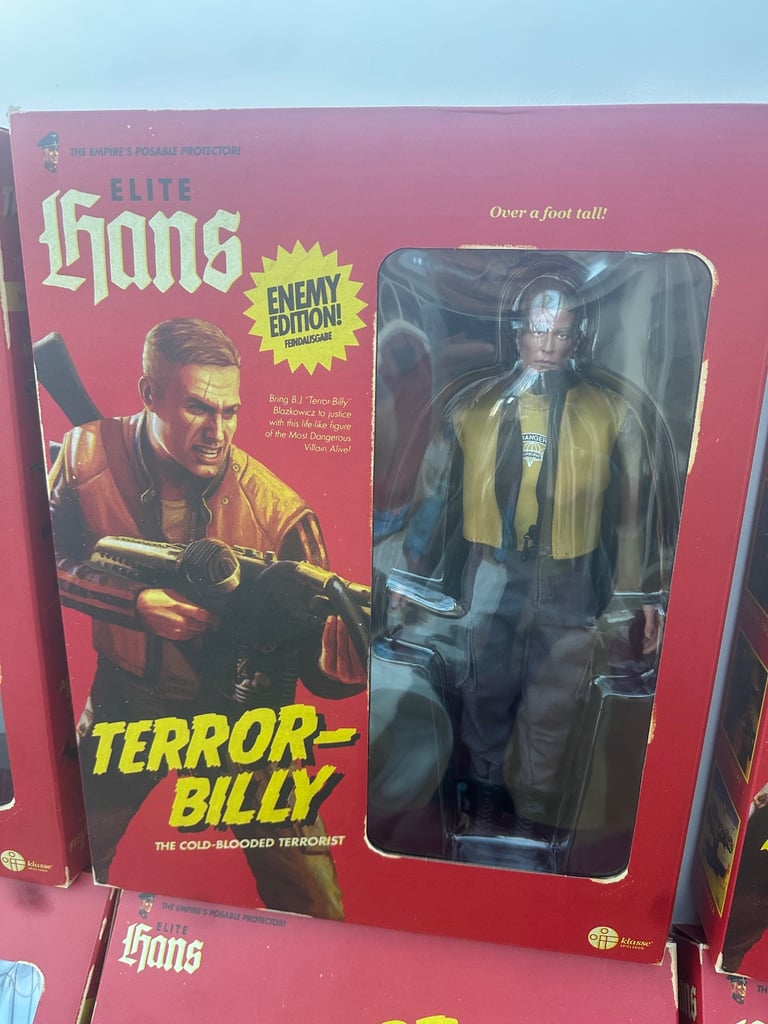 THE EMPIRE'S POSABLE PROTECTOR!
ELITE
Hans
Over a foot tall!
ENEMY
EDITION!
FEINDAUSGABE
Bring B.J. "Terror-Billy"
Blazkowicz to justice
with this life-like figure
of the Most Dangerous
Villain Alive!
RANGER
TERROR-
BILLY
THE COLD-BLOODED TERRORIST
klasse
SPIELZEUG
klasse
THE EMPIRE'S POSABLE PROTECTOR!
ELITE
Hans